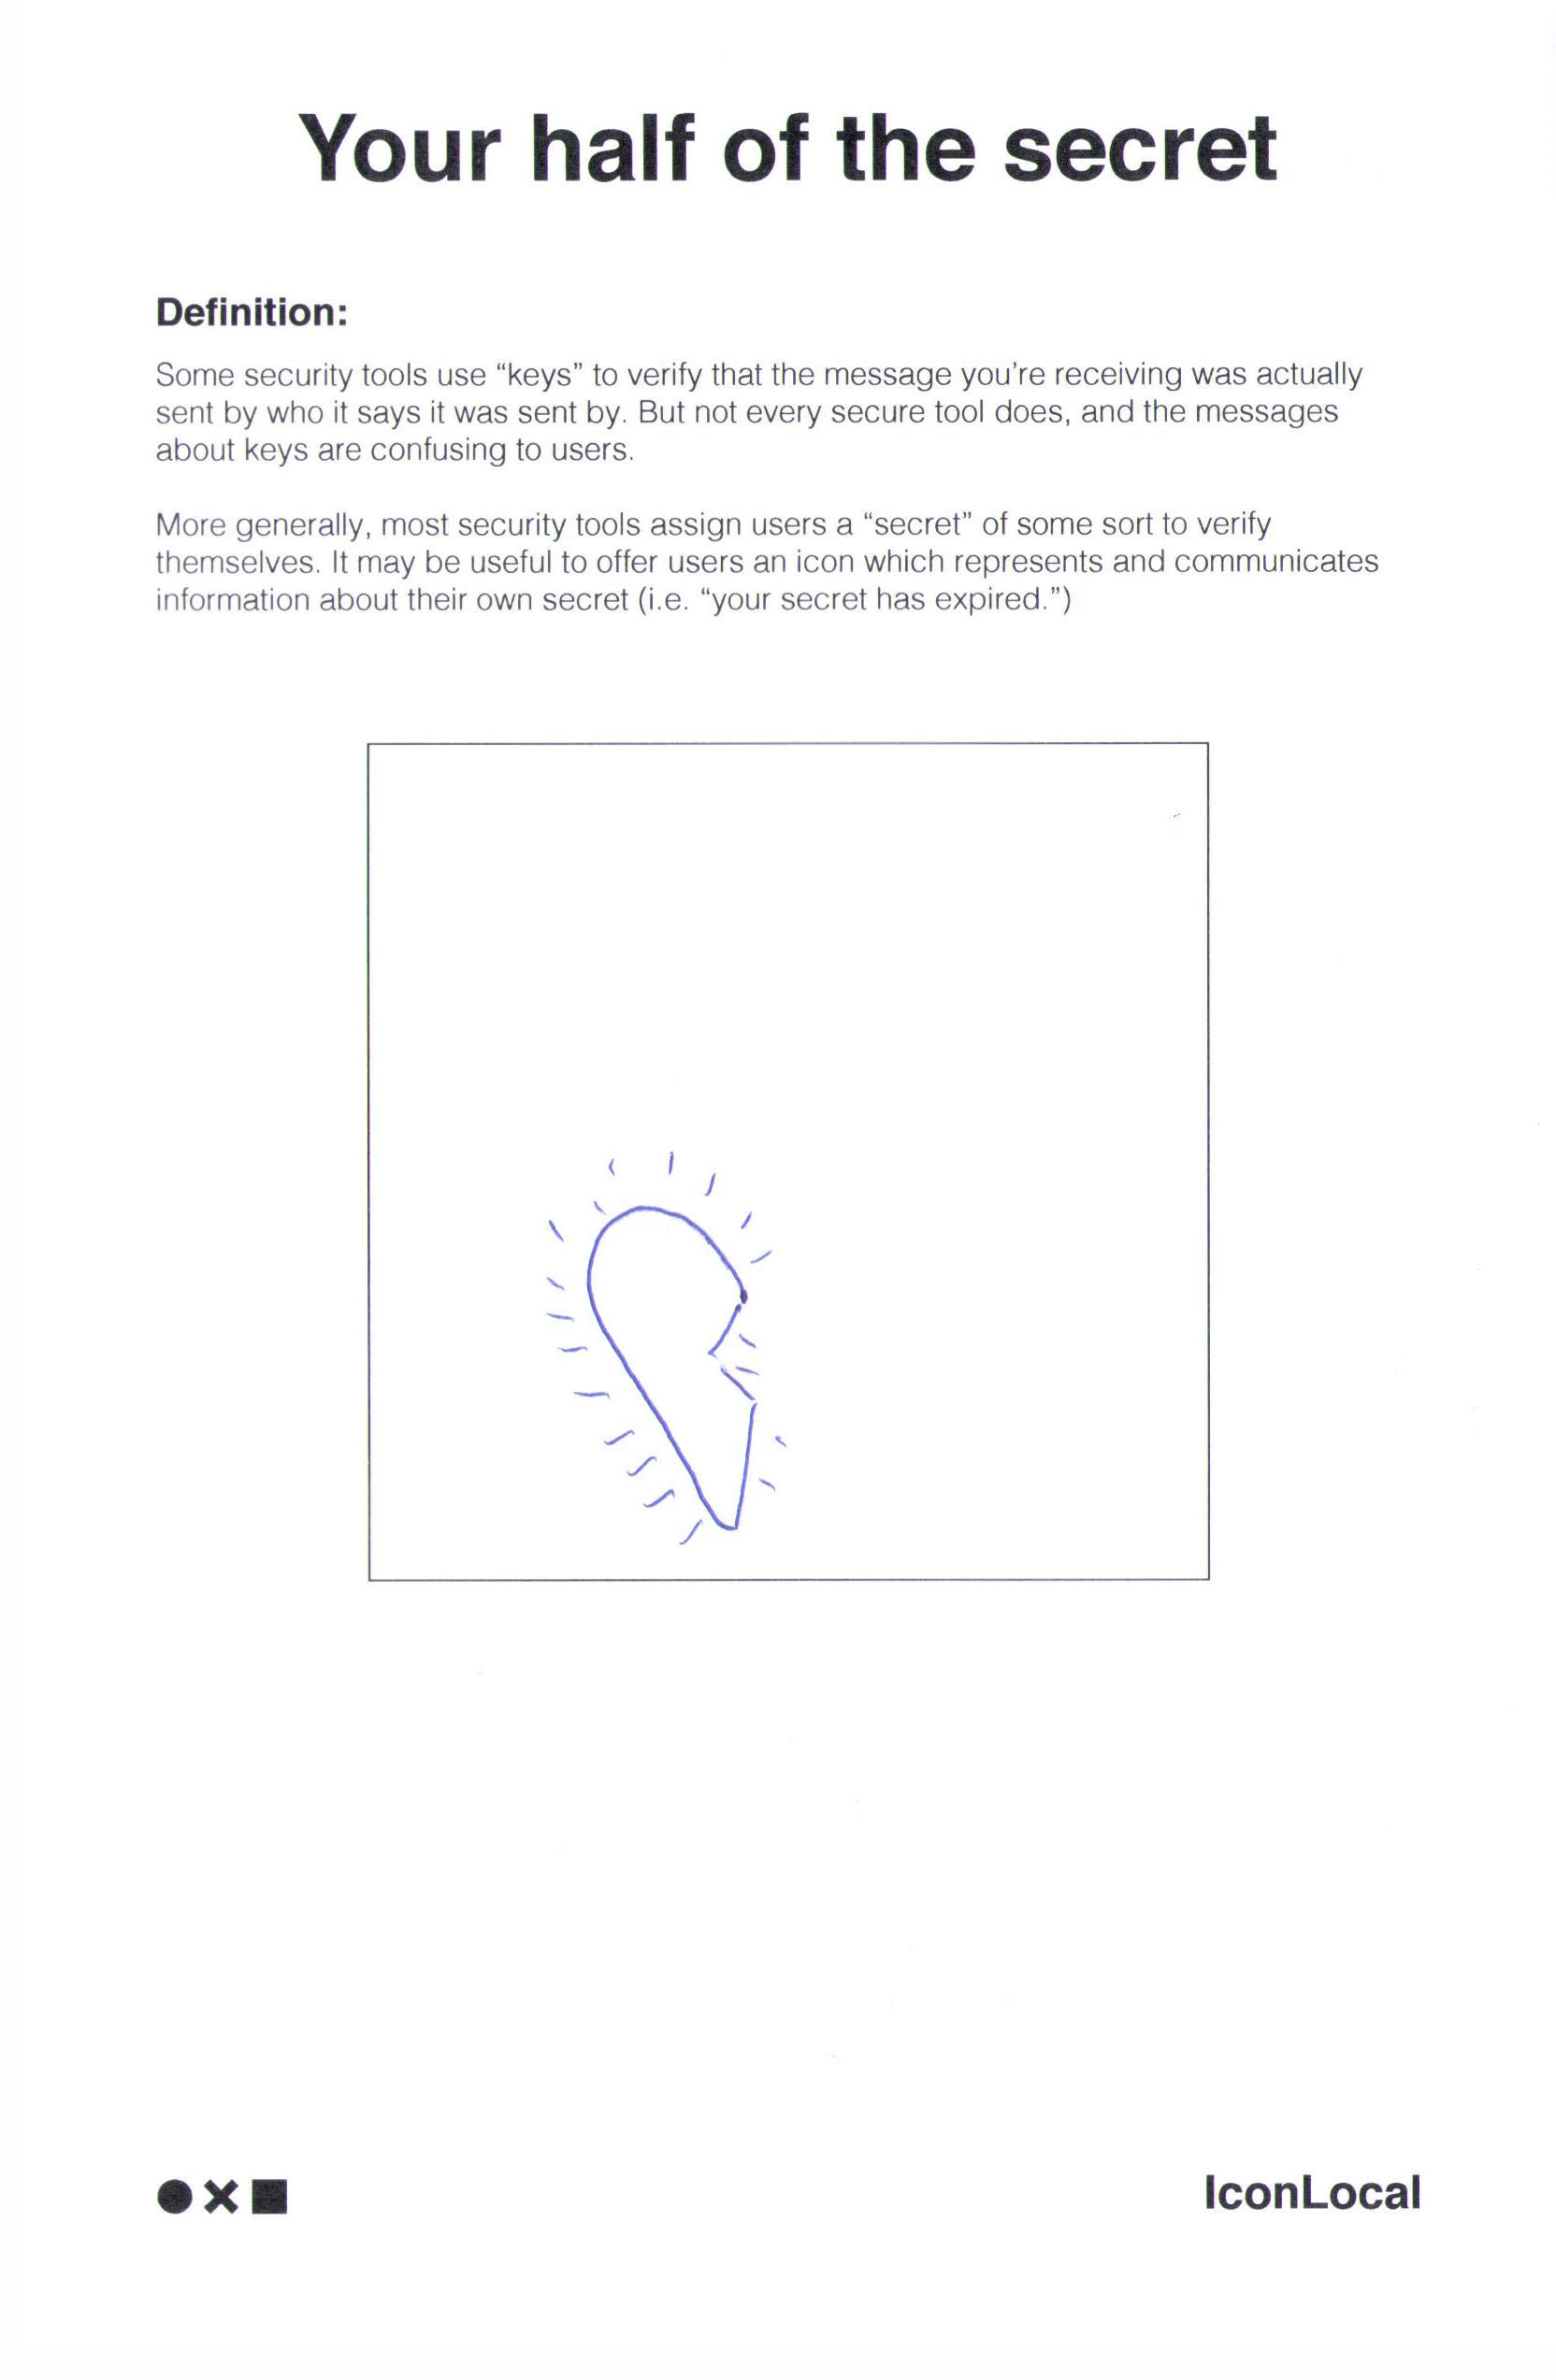 Your half of the secret
Definition:
Some security tools use “keys” to verify that the message you’re receiving was actually
sent by who it says it was sent by. But not every secure tool does, and the messages
about keys are confusing to users.
More generally, most security tools assign users a “secret” of some sort to verify
themselves. It may be useful to offer users an icon which represents and communicates
information about their own secret (i.e. “your secret has expired.”)
IconLocal